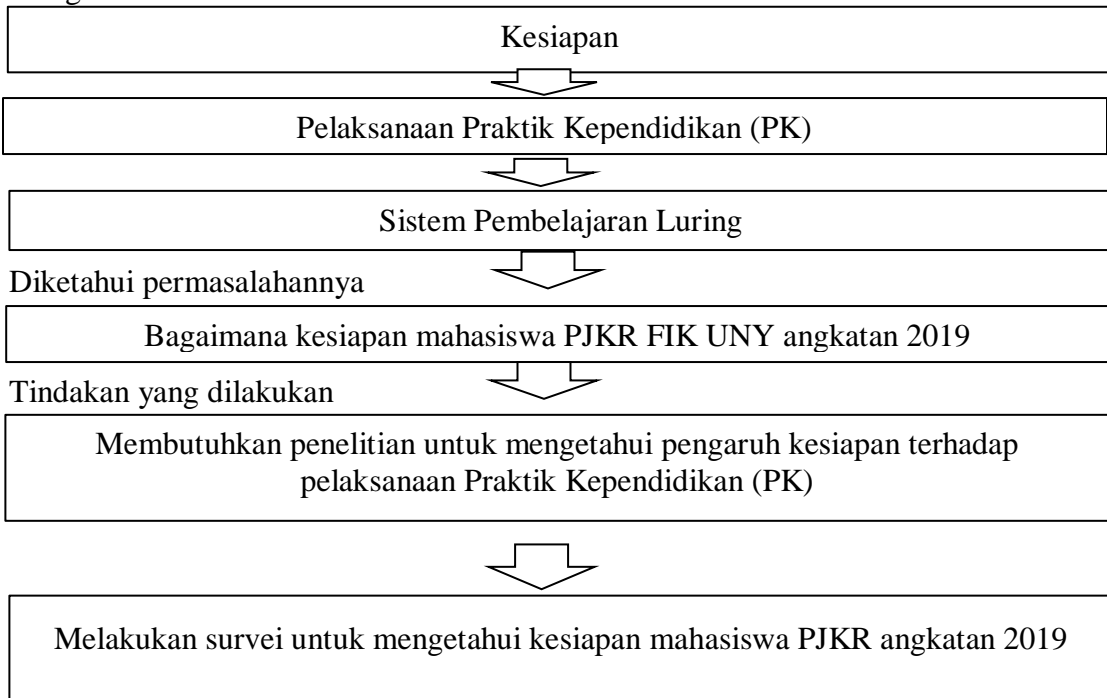 Kesiapan
Pelaksanaan Praktik Kependidikan (PK)
Sistem Pembelajaran Luring
Diketahui permasalahannya
Bagaimana kesiapan mahasiswa PJKR FIK UNY angkatan 2019
Tindakan yang dilakukan
Membutuhkan penelitian untuk mengetahui pengaruh kesiapan terhadap
pelaksanaan Praktik Kependidikan (PK)
Melakukan survei untuk mengetahui kesiapan mahasiswa PJKR angkatan 2019